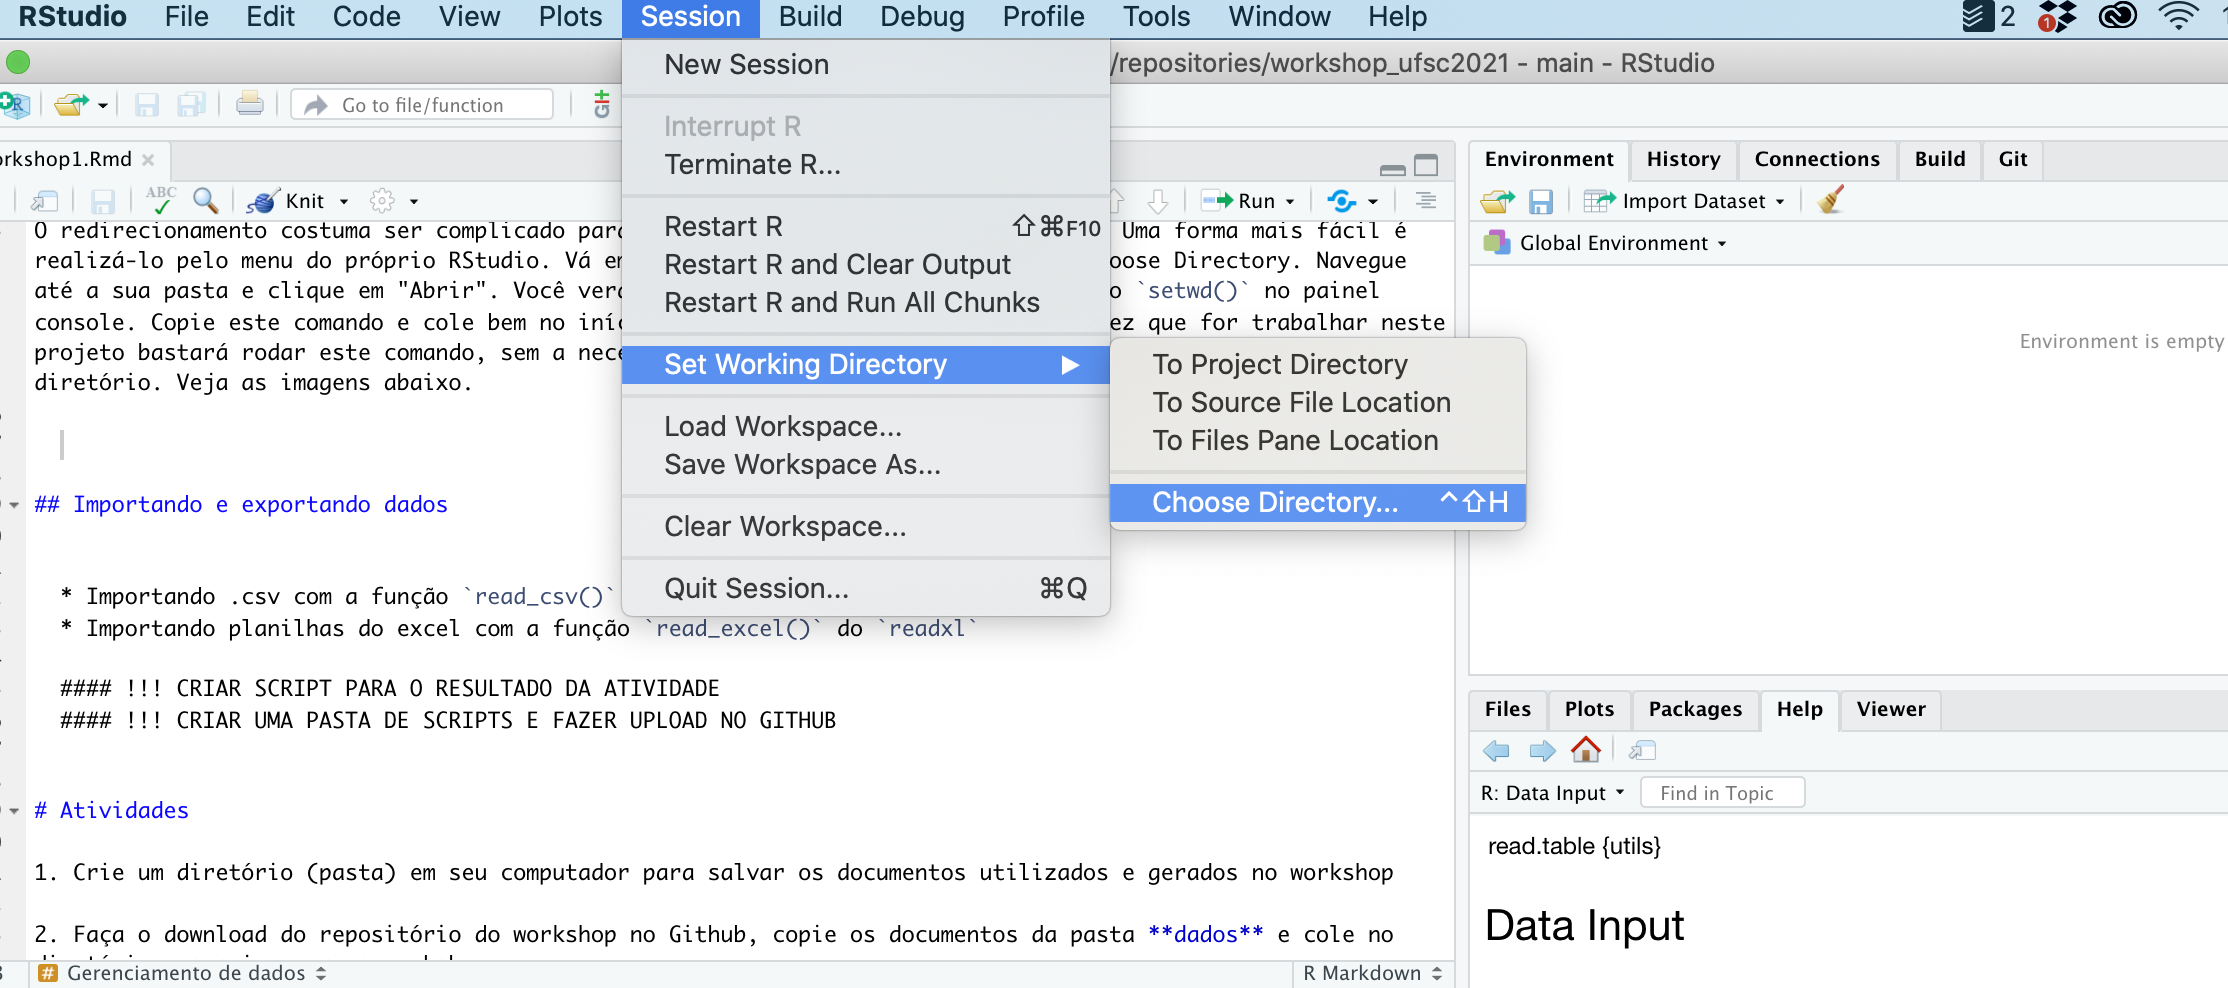 RStudio File Edit Code View Plots Session Build Debug Profile Tools Window Help 2 1
/repositories/workshop_ufsc2021 - main - RStudio
Go to file/function
New Session
Interrupt R
Terminate R...
Restart R ⇧⌘F10
Restart R and Clear Output
Restart R and Run All Chunks
Set Working Directory ▶
Load Workspace...
Save Workspace As...
Clear Workspace...
Quit Session... ⌘Q
To Project Directory
To Source File Location
To Files Pane Location
Choose Directory... ^⇧H
orkshop1.Rmd
ABC Knit Run
O redirecionamento costuma ser complicado Uma forma mais fácil é
realizá-lo pelo menu do próprio RStudio. Vá oose Directory. Navegue
até a sua pasta e clique em "Abrir". Você o `setwd()` no painel
console. Copie este comando e cole bem no ez que for trabalhar neste
projeto bastará rodar este comando, sem a
diretório. Veja as imagens abaixo.
## Importando e exportando dados
* Importando .csv com a função `read_csv()`
* Importando planilhas do excel com a função `read_excel()` do `readxl`
#### !!! CRIAR SCRIPT PARA O RESULTADO DA ATIVIDADE
#### !!! CRIAR UMA PASTA DE SCRIPTS E FAZER UPLOAD NO GITHUB
# Atividades
1. Crie um diretório (pasta) em seu computador para salvar os documentos utilizados e gerados no workshop
2. Faça o download do repositório do workshop no Github, copie os documentos da pasta **dados** e cole no
# Gerenciamento de dados R Markdown
Environment History Connections Build Git
Import Dataset
Global Environment
Environment is empty
Files Plots Packages Help Viewer
R: Data Input Find in Topic
read.table {utils}
Data Input